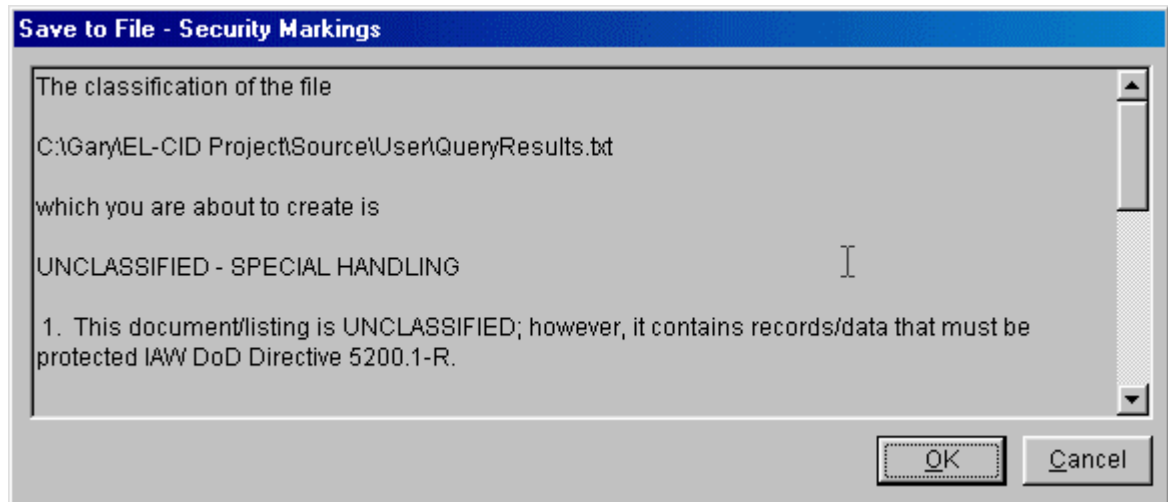 Save to File - Security Markings
The classification of the file
C:\Gary\EL-CID Project\Source\User\QueryResults.txt
which you are about to create is
UNCLASSIFIED - SPECIAL HANDLING
1. This document/listing is UNCLASSIFIED; however, it contains records/data that must be
protected IAW DoD Directive 5200.1-R.
OK Cancel